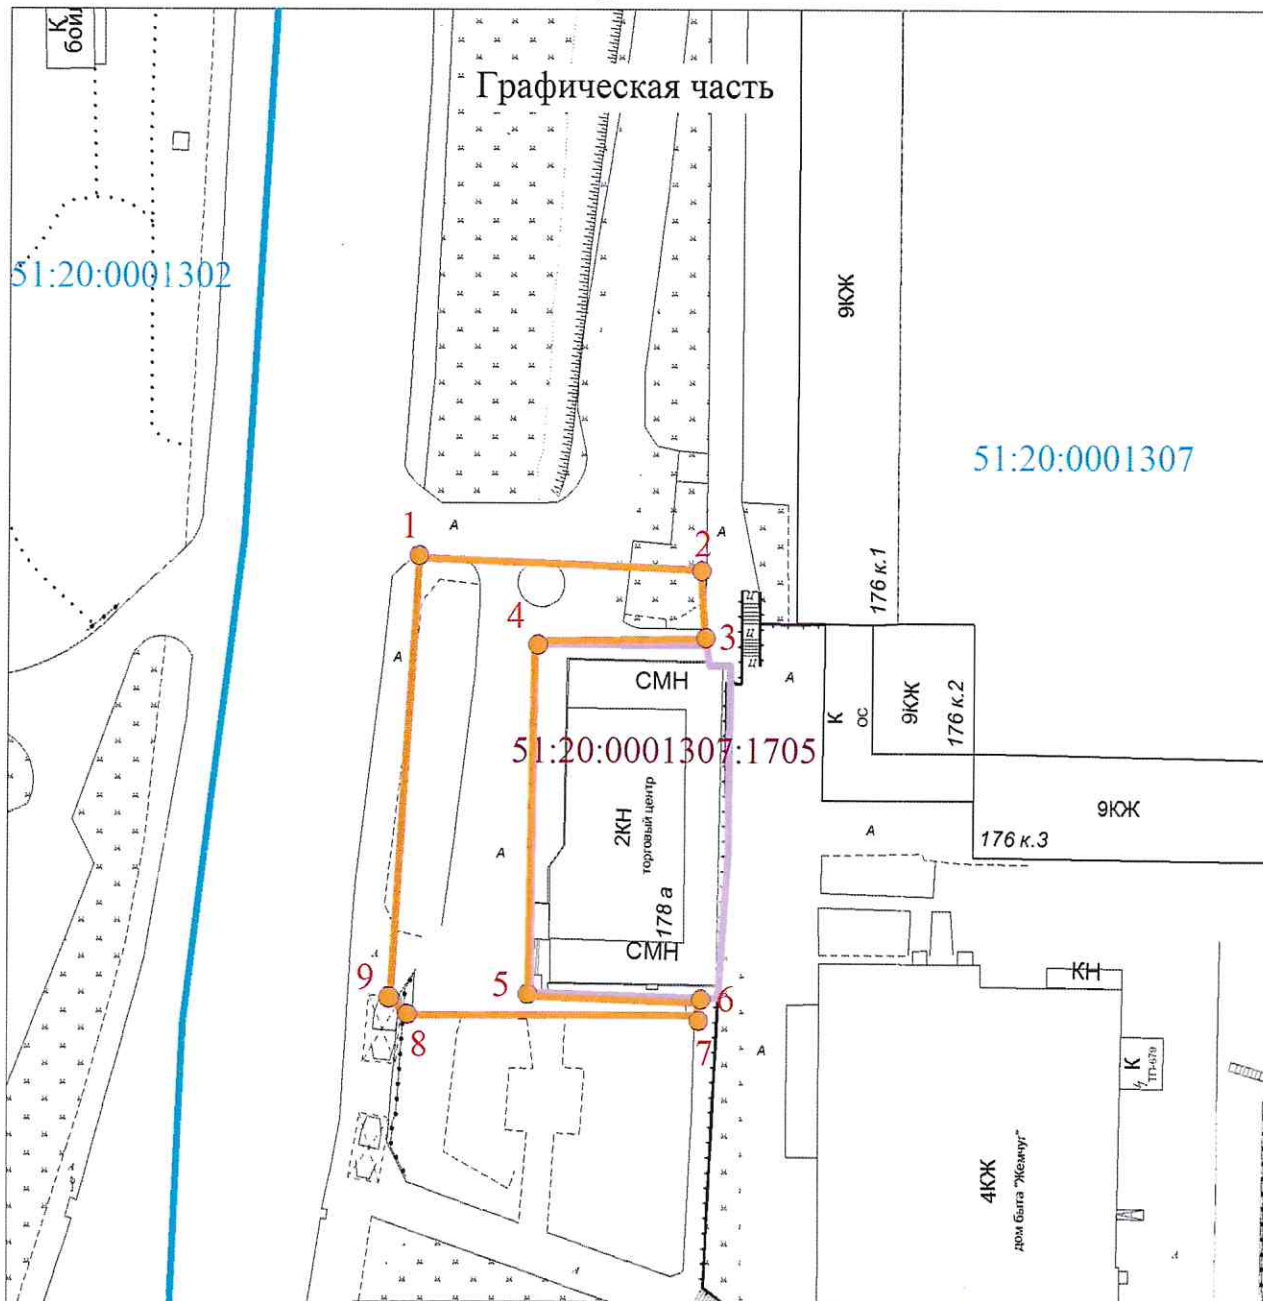 К
бойл
Графическая часть
51:20:0001302
9КЖ
51:20:0001307
1
А
2
А
176 к.1
4
3
А
СМН
А
К
ос
9КЖ
176 к.2
51:20:0001307:1705
2КН
торговый центр
9КЖ
А
А
176 к.3
178 а
СМН
КН
9
5
6
8
7
А
К
ТП-679
4КЖ
дом быта "Жемчуг"
А
А